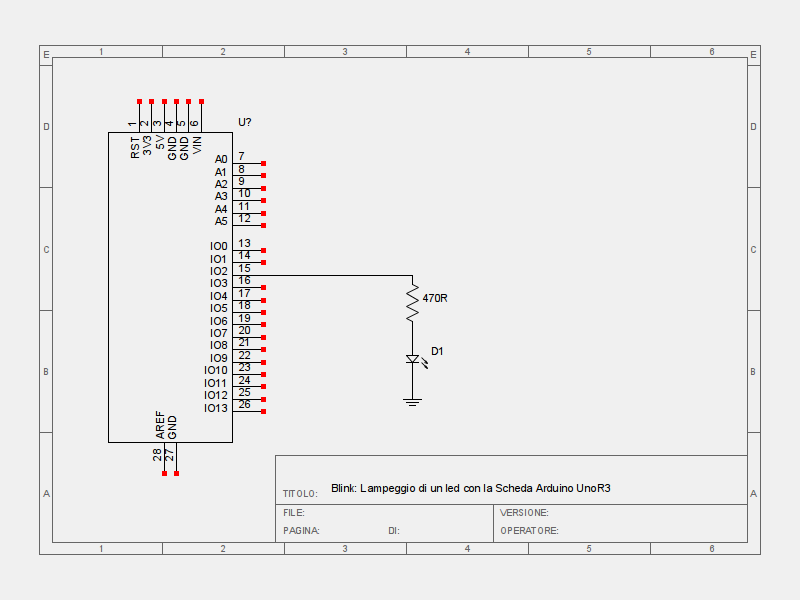 1 2 3 4 5 6
E E
D D
C C
B B
A A
U?
1 2 3 4 5 6
RST 3V3 5V GND GND VIN
A0 7
A1 8
A2 9
A3 10
A4 11
A5 12
IO0 13
IO1 14
IO2 15
IO3 16
IO4 17
IO5 18
IO6 19
IO7 20
IO8 21
IO9 22
IO10 23
IO11 24
IO12 25
IO13 26
AREF GND
28 27
470R
D1
TITOLO: Blink: Lampeggio di un led con la Scheda Arduino UnoR3
FILE: VERSIONE:
PAGINA: DI: OPERATORE:
1 2 3 4 5 6